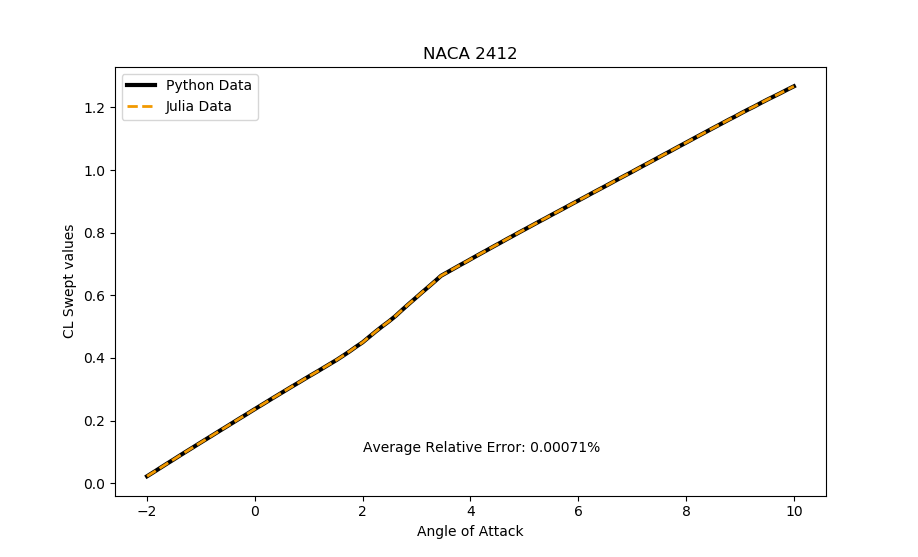 NACA 2412
Python Data
Julia Data
1.2
1.0
0.8
0.6
0.4
0.2
0.0
CL Swept values
Average Relative Error: 0.00071%
−2 0 2 4 6 8 10
Angle of Attack